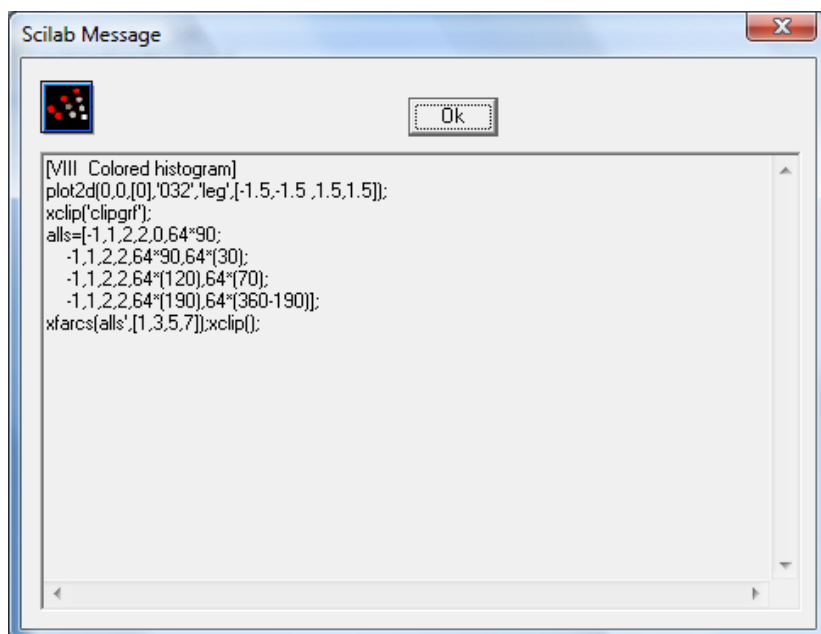 Scilab Message
Ok
[VIII  Colored histogram]
plot2d(0,0,[0],'032','leg',[-1.5,-1.5 ,1.5,1.5]);
xclip('clipgrf');
alls=[-1,1,2,2,0,64*90;
    -1,1,2,2,64*90,64*(30);
    -1,1,2,2,64*(120),64*(70);
    -1,1,2,2,64*(190),64*(360-190)];
xfarcs(alls',[1,3,5,7]);xclip();